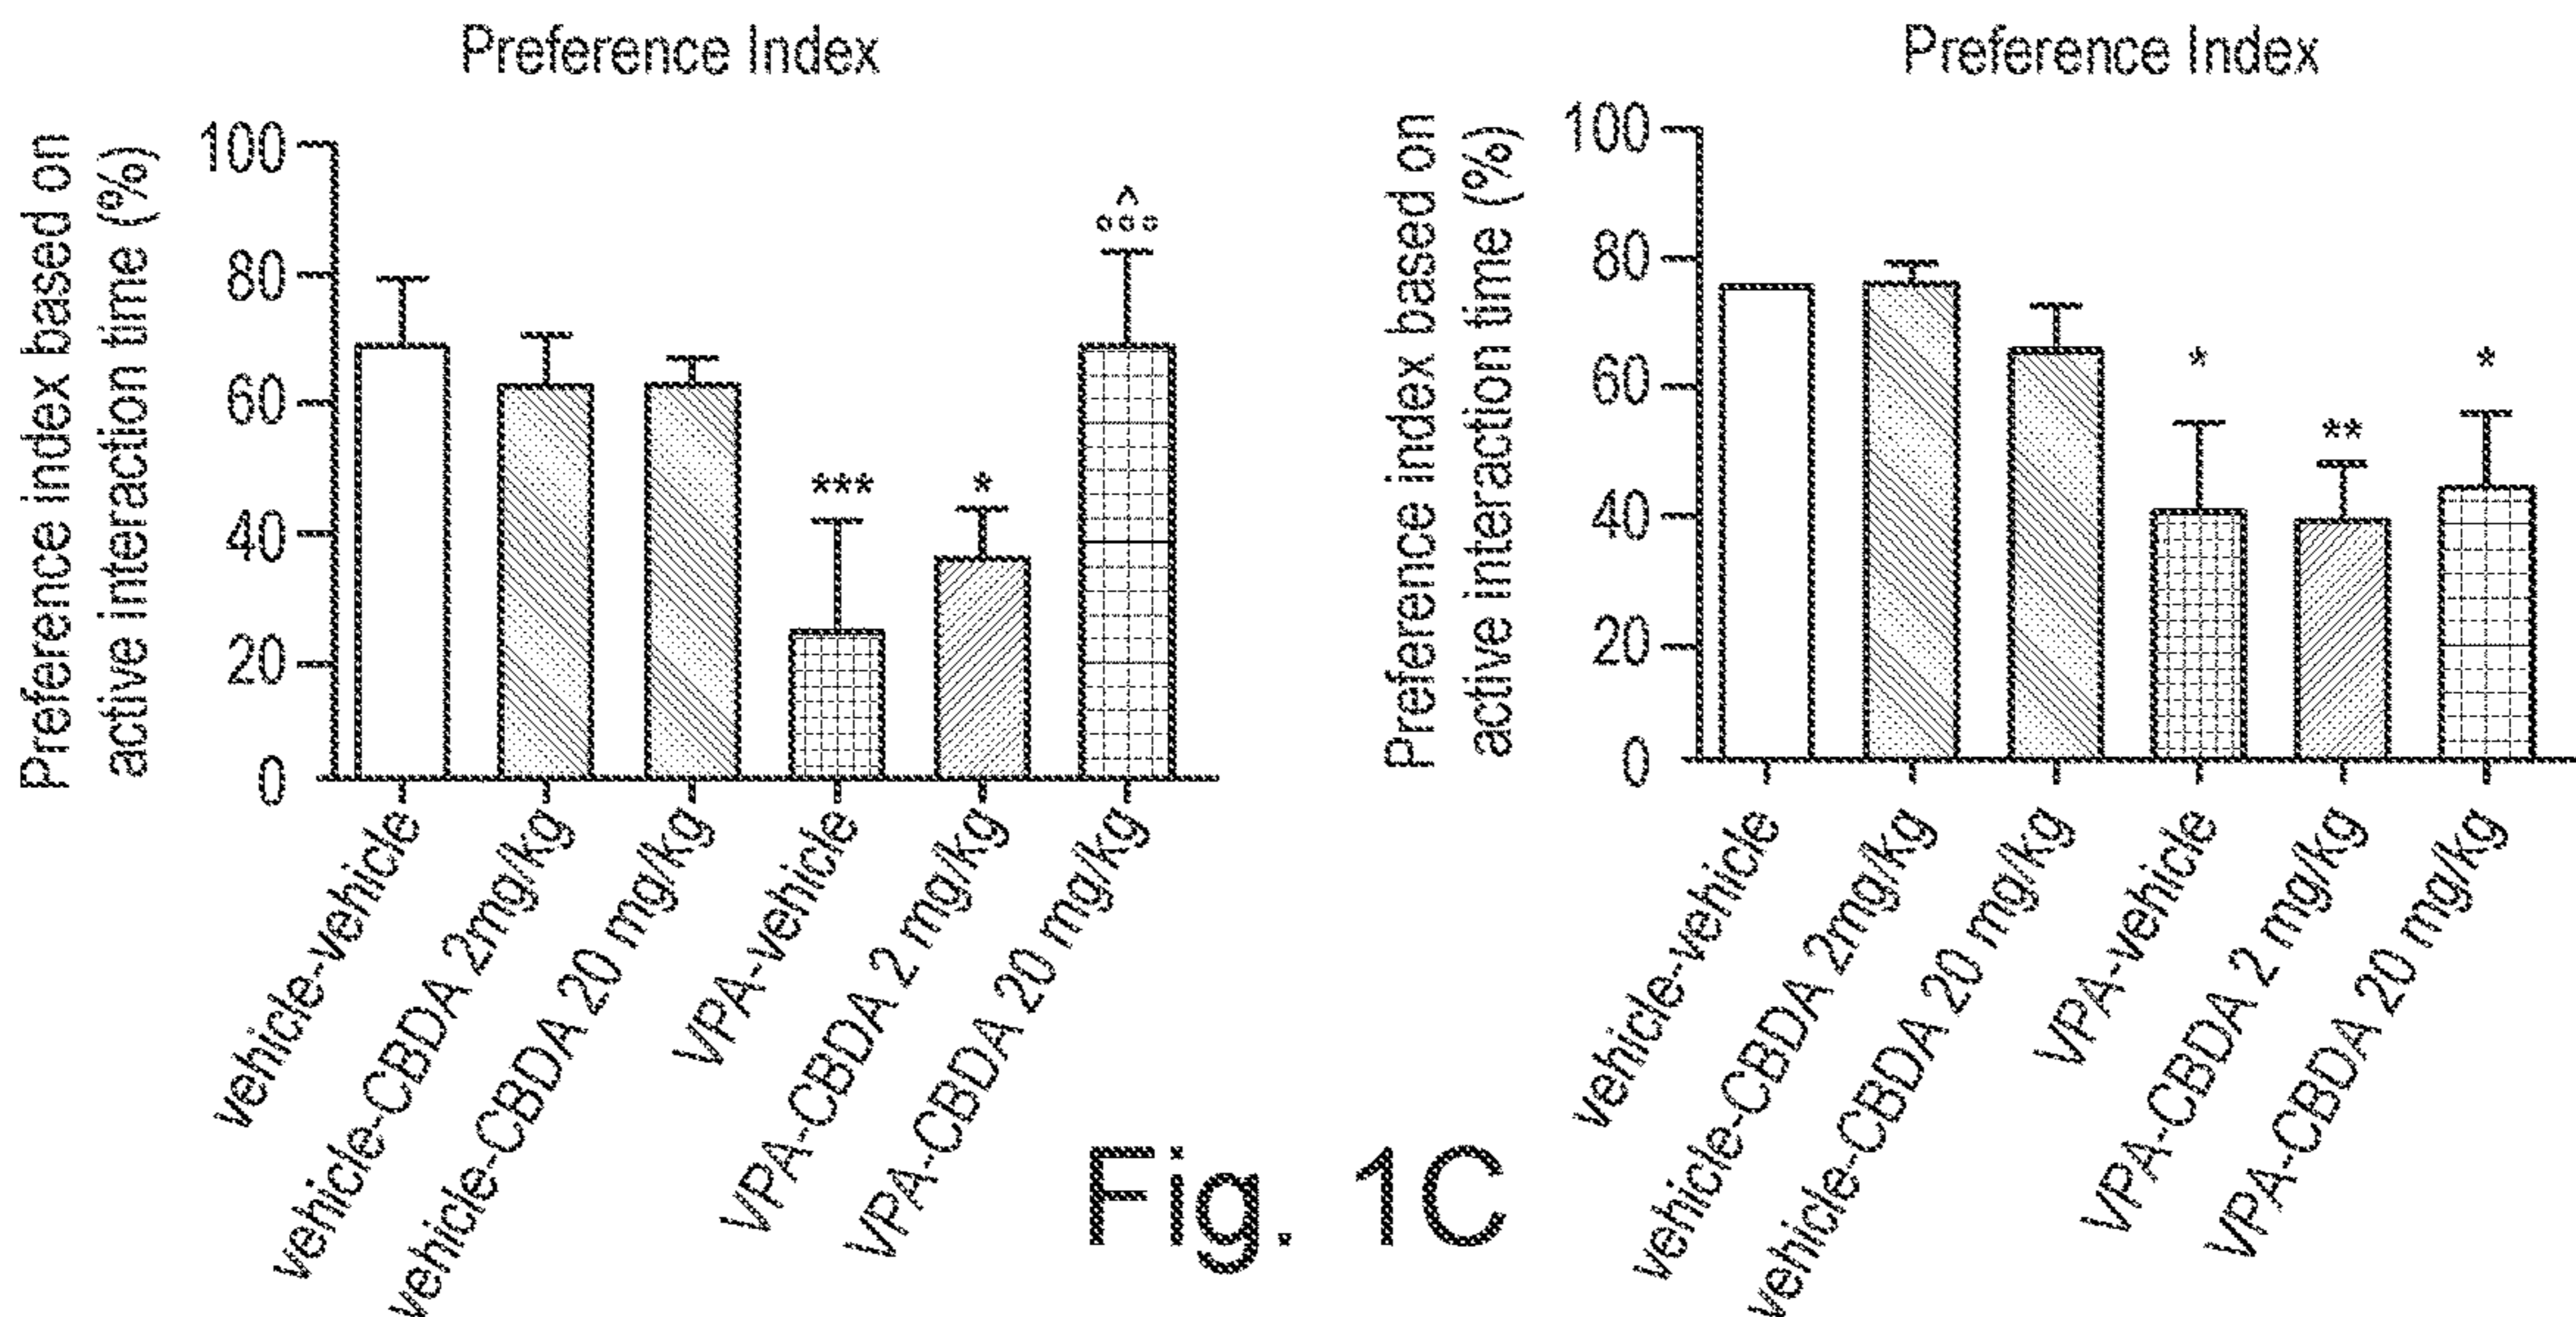 Preference Index
Preference index based on
active interaction time (%)
100
80
60
40
20
0
***
*
^
°°°
vehicle-vehicle
vehicle-CBDA 2mg/kg
vehicle-CBDA 20 mg/kg
VPA-vehicle
VPA-CBDA 2 mg/kg
VPA-CBDA 20 mg/kg
Preference Index
Preference index based on
active interaction time (%)
100
80
60
40
20
0
*
**
*
vehicle-vehicle
vehicle-CBDA 2mg/kg
vehicle-CBDA 20 mg/kg
VPA-vehicle
VPA-CBDA 2 mg/kg
VPA-CBDA 20 mg/kg
Fig. 1C